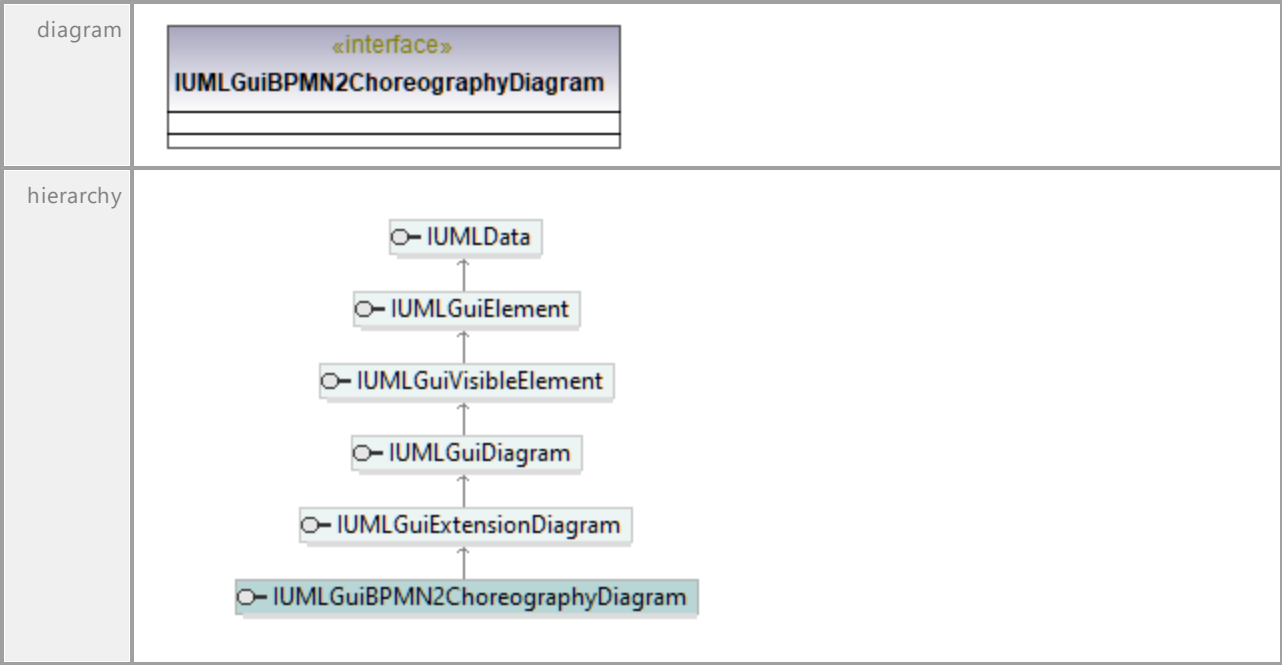 diagram
«interface»
IUMLGuiBPMN2ChoreographyDiagram
hierarchy
IUMLData
IUMLGuiElement
IUMLGuiVisibleElement
IUMLGuiDiagram
IUMLGuiExtensionDiagram
IUMLGuiBPMN2ChoreographyDiagram